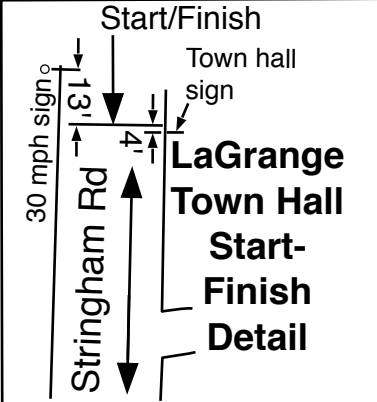 Start/Finish
Town hall
sign
30 mph sign
13'
4'
LaGrange
Town Hall
Start-
Finish
Detail
Stringham Rd